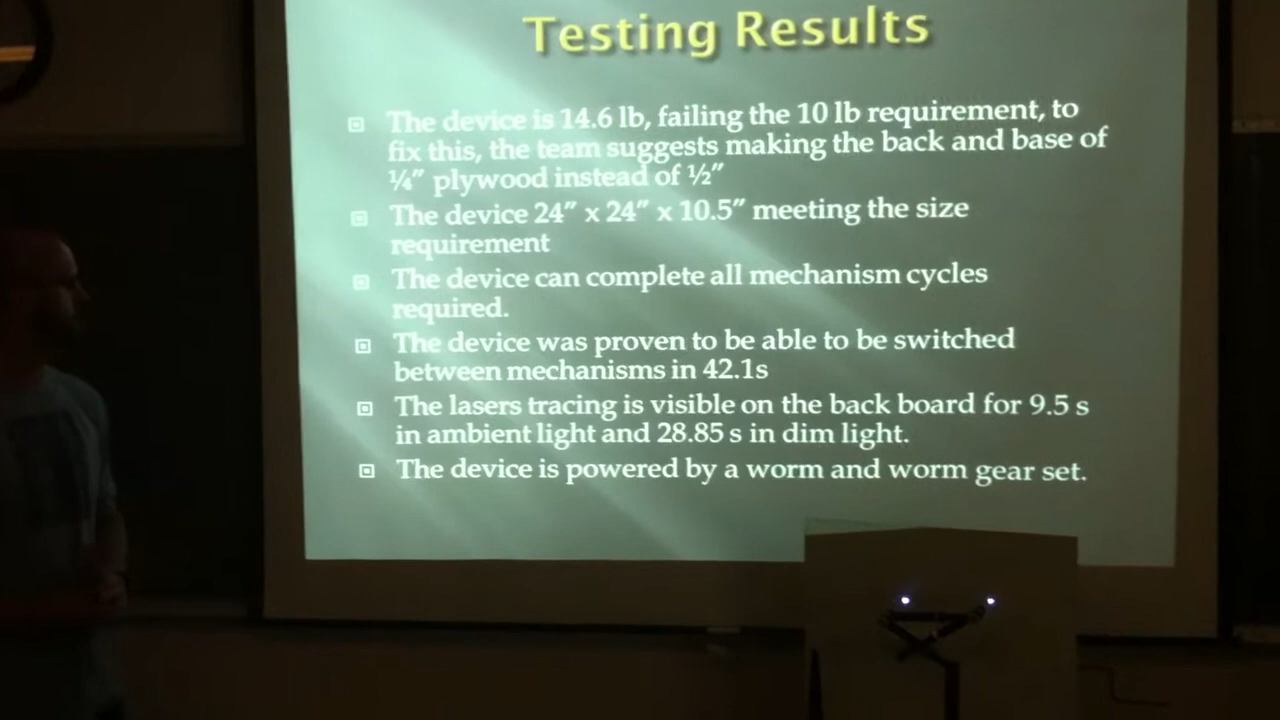 Testing Results
The device is 14.6 lb, failing the 10 lb requirement, to
fix this, the team suggests making the back and base of
¼” plywood instead of ½”
The device 24” x 24” x 10.5” meeting the size
requirement
The device can complete all mechanism cycles
required.
The device was proven to be able to be switched
between mechanisms in 42.1s
The lasers tracing is visible on the back board for 9.5 s
in ambient light and 28.85 s in dim light.
The device is powered by a worm and worm gear set.